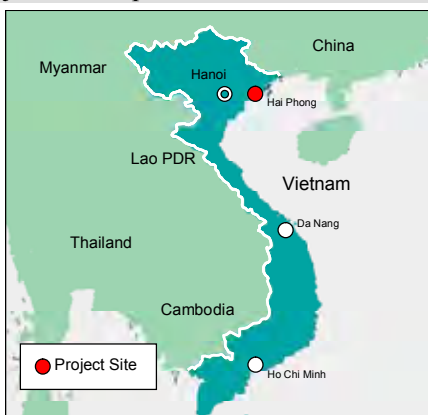 China
Myanmar
Hanoi
Hai Phong
Lao PDR
Vietnam
Da Nang
Thailand
Cambodia
Project Site
Ho Chi Minh